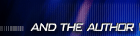 AND THE AUTHOR